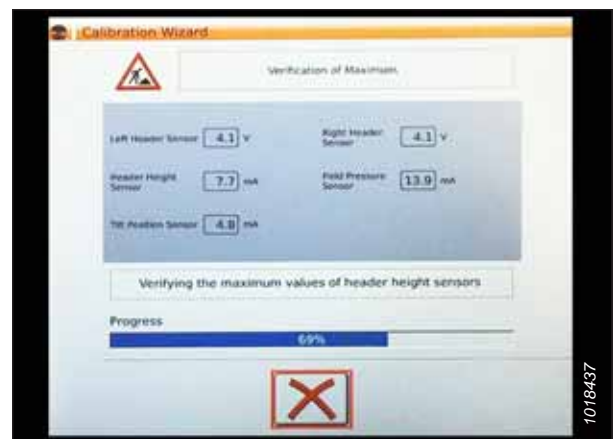 Calibration Wizard
Verification of Maximum.
Left Header Sensor 4.1 V
Right Header
Sensor 4.1 V
Header Height
Sensor 7.7 mA
Field Pressure
Sensor 13.9 mA
Tilt Position Sensor 4.8 mA
Verifying the maximum values of header height sensors
Progress
69%
1018437